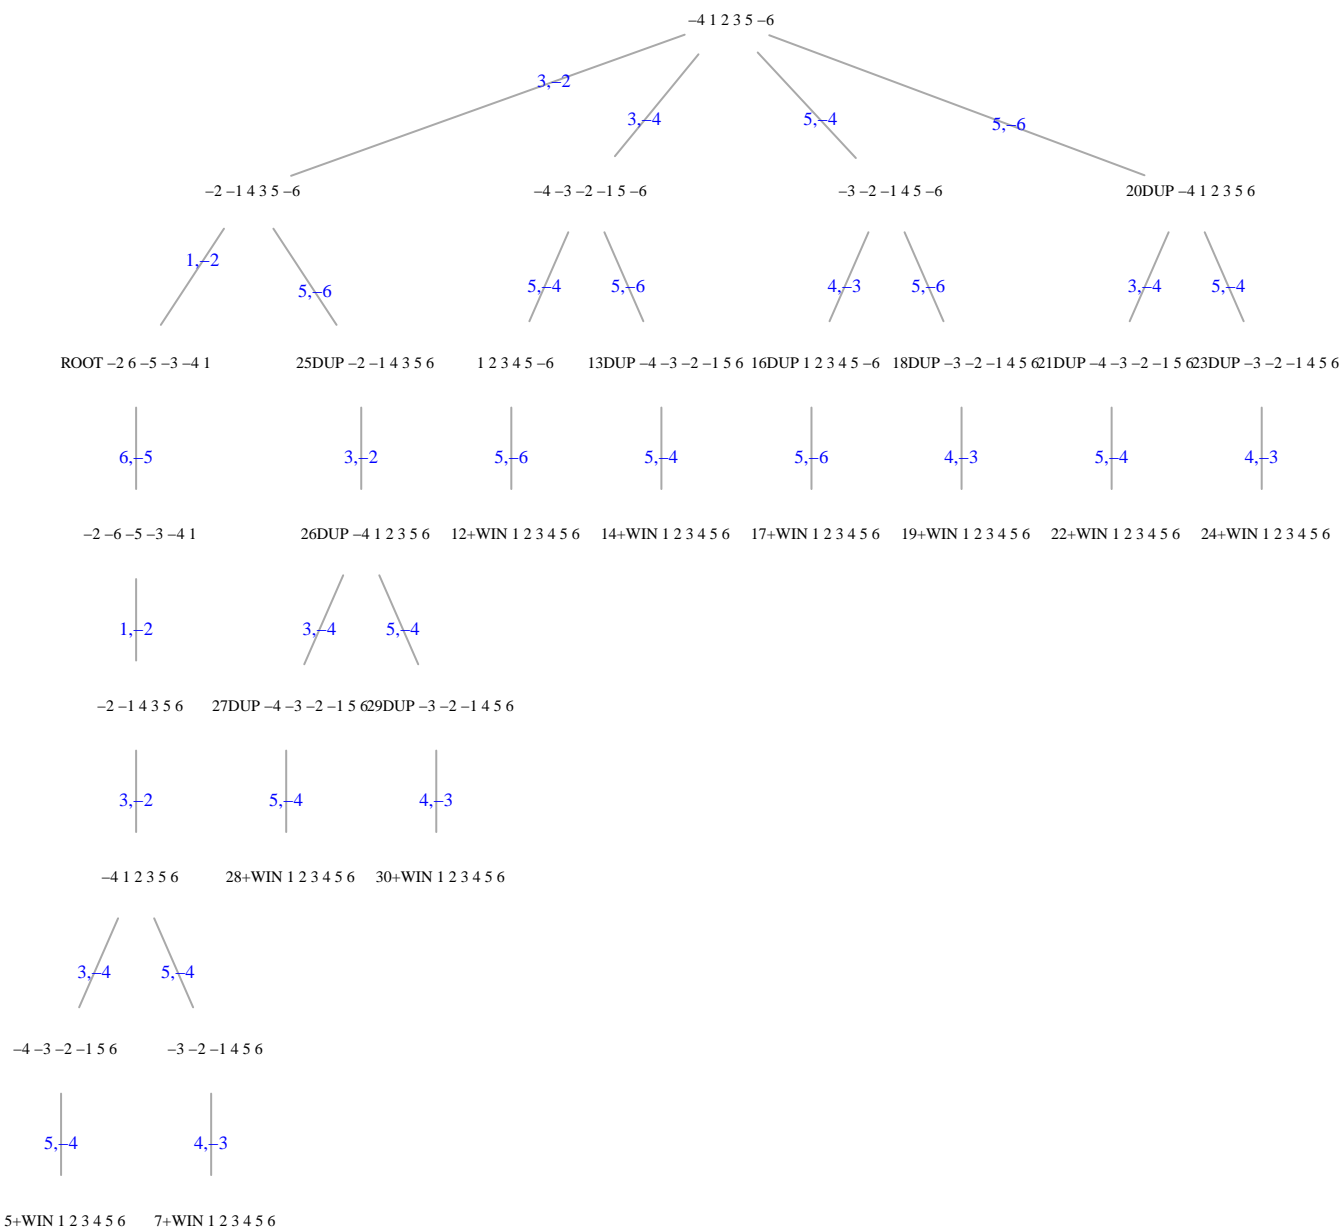 −4 1 2 3 5 −6
3,−2
3,−4
5,−4
5,−6
−2 −1 4 3 5 −6
−4 −3 −2 −1 5 −6
−3 −2 −1 4 5 −6
20DUP −4 1 2 3 5 6
1,−2
5,−6
5,−4
5,−6
4,−3
5,−6
3,−4
5,−4
ROOT −2 6 −5 −3 −4 1
25DUP −2 −1 4 3 5 6
1 2 3 4 5 −6
13DUP −4 −3 −2 −1 5 6
16DUP 1 2 3 4 5 −6
18DUP −3 −2 −1 4 5 6
21DUP −4 −3 −2 −1 5 6
23DUP −3 −2 −1 4 5 6
6,−5
3,−2
5,−6
5,−4
5,−6
4,−3
5,−4
4,−3
−2 −6 −5 −3 −4 1
26DUP −4 1 2 3 5 6
12+WIN 1 2 3 4 5 6
14+WIN 1 2 3 4 5 6
17+WIN 1 2 3 4 5 6
19+WIN 1 2 3 4 5 6
22+WIN 1 2 3 4 5 6
24+WIN 1 2 3 4 5 6
1,−2
3,−4
5,−4
−2 −1 4 3 5 6
27DUP −4 −3 −2 −1 5 6
29DUP −3 −2 −1 4 5 6
3,−2
5,−4
4,−3
−4 1 2 3 5 6
28+WIN 1 2 3 4 5 6
30+WIN 1 2 3 4 5 6
3,−4
5,−4
−4 −3 −2 −1 5 6
−3 −2 −1 4 5 6
5,−4
4,−3
5+WIN 1 2 3 4 5 6
7+WIN 1 2 3 4 5 6